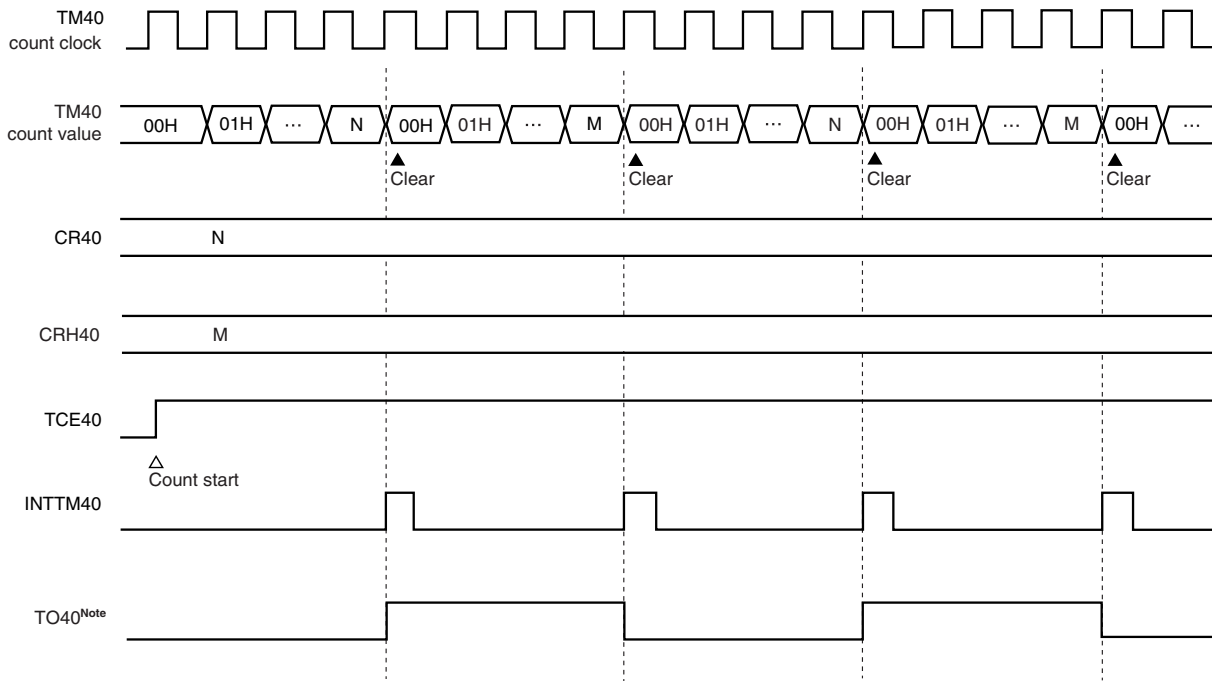 TM40
count clock
TM40
count value
00H 01H ... N 00H 01H ... M 00H 01H ... N 00H 01H ... M 00H ...
Clear Clear Clear Clear
CR40 N
CRH40 M
TCE40
Count start
INTTM40
TO40Note